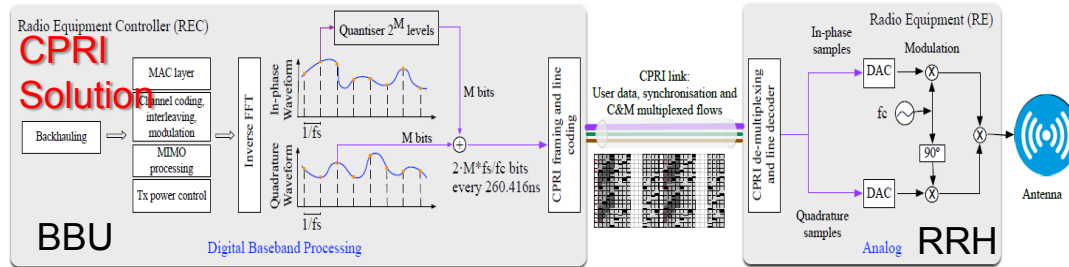 Radio Equipment Controller (REC)
CPRI
Solution
Backhauling
MAC layer
Channel coding,
interleaving,
modulation
MIMO
processing
Tx power control
Inverse FFT
In-phase
Waveform
1/fs
Quadrature
Waveform
1/fs
Quantiser 2^M levels
M bits
M bits
+
2·M*fs/fc bits
every 260.416ns
CPRI framing and line
coding
BBU
Digital Baseband Processing
CPRI link:
User data, synchronisation and
C&M multiplexed flows
Radio Equipment (RE)
CPRI de-multiplexing
and line decoder
In-phase
samples
DAC
Modulation
X
fc
90º
X
X
DAC
Quadrature
samples
Analog
RRH
Antenna